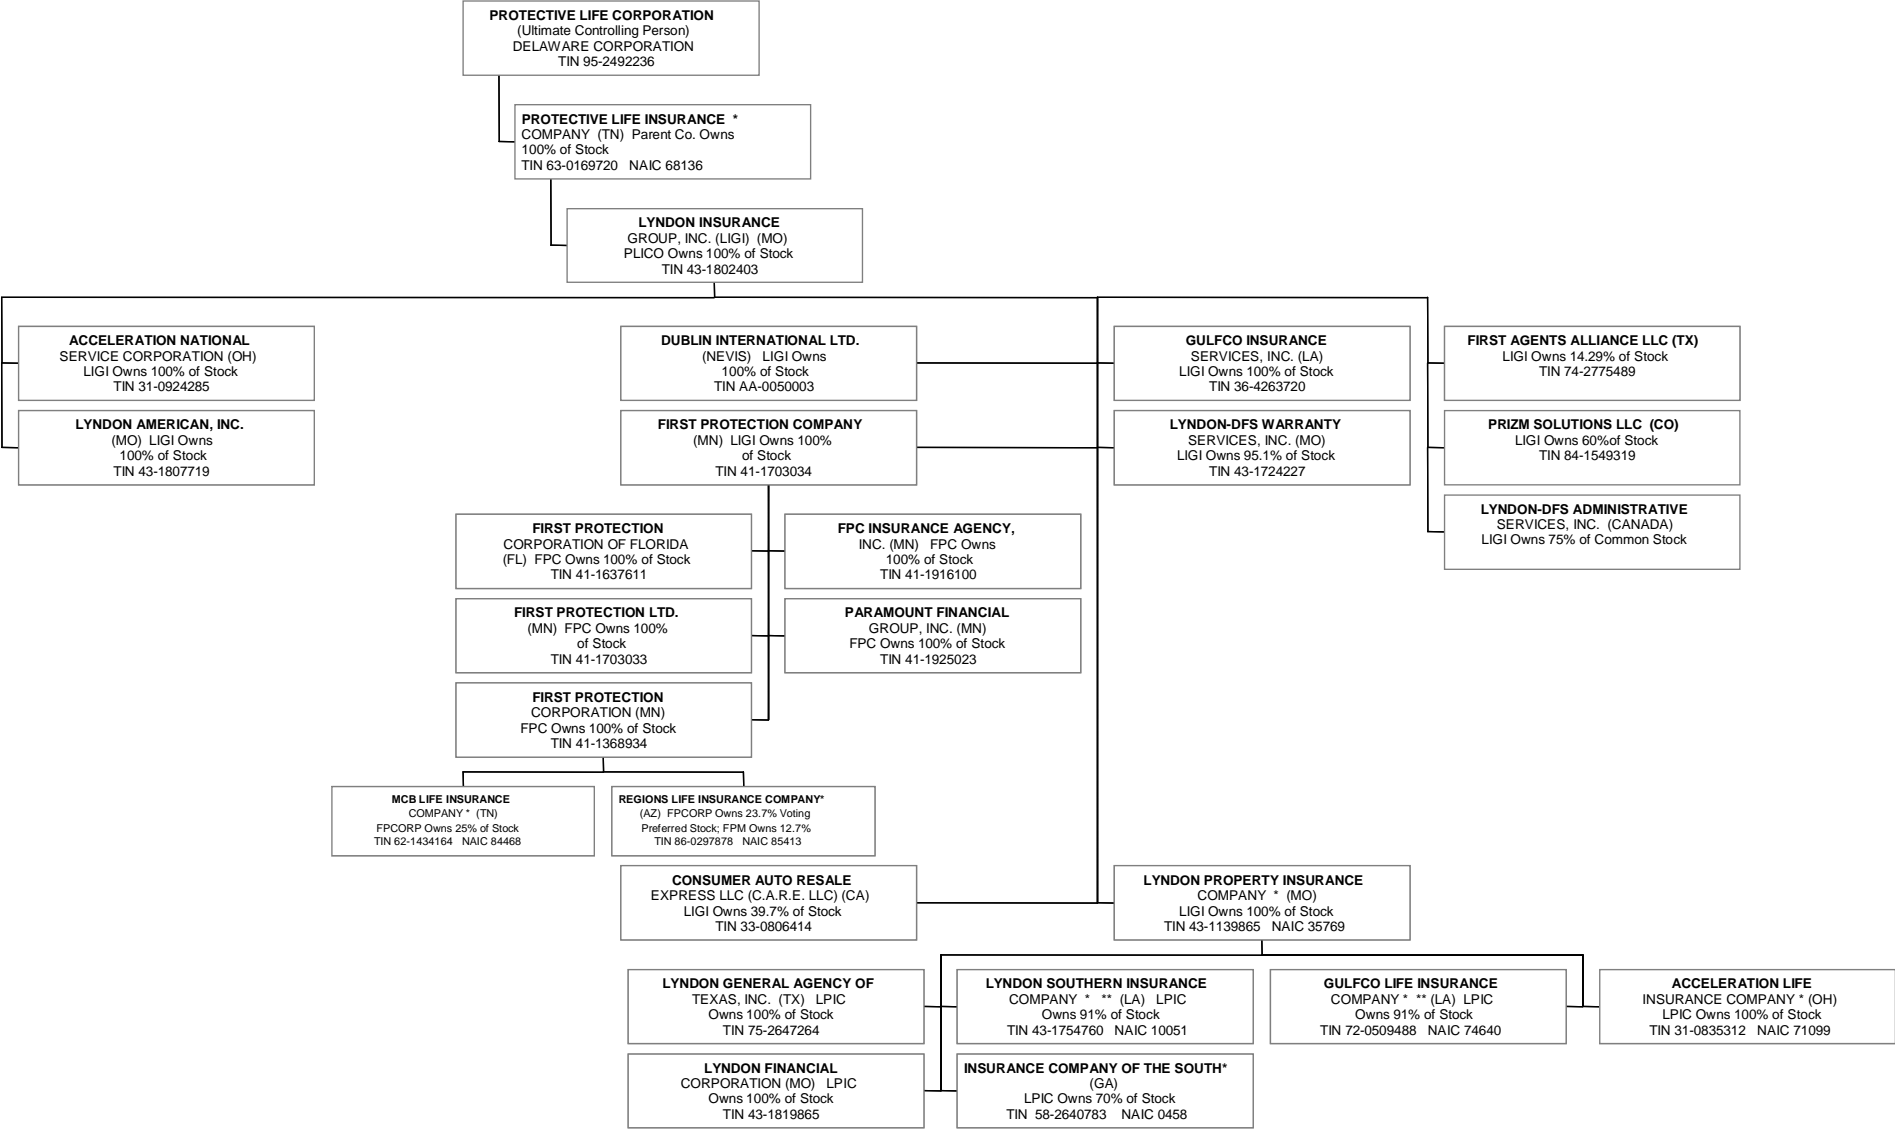 PROTECTIVE LIFE CORPORATION
(Ultimate Controlling Person)
DELAWARE CORPORATION
TIN 95-2492236
PROTECTIVE LIFE INSURANCE *
COMPANY (TN) Parent Co. Owns
100% of Stock
TIN 63-0169720 NAIC 68136
LYNDON INSURANCE
GROUP, INC. (LIGI) (MO)
PLICO Owns 100% of Stock
TIN 43-1802403
ACCELERATION NATIONAL
SERVICE CORPORATION (OH)
LIGI Owns 100% of Stock
TIN 31-0924285
DUBLIN INTERNATIONAL LTD.
(NEVIS) LIGI Owns
100% of Stock
TIN AA-0050003
GULFCO INSURANCE
SERVICES, INC. (LA)
LIGI Owns 100% of Stock
TIN 36-4263720
FIRST AGENTS ALLIANCE LLC (TX)
LIGI Owns 14.29% of Stock
TIN 74-2775489
LYNDON AMERICAN, INC.
(MO) LIGI Owns
100% of Stock
TIN 43-1807719
FIRST PROTECTION COMPANY
(MN) LIGI Owns 100%
of Stock
TIN 41-1703034
LYNDON-DFS WARRANTY
SERVICES, INC. (MO)
LIGI Owns 95.1% of Stock
TIN 43-1724227
PRIZM SOLUTIONS LLC (CO)
LIGI Owns 60%of Stock
TIN 84-1549319
LYNDON-DFS ADMINISTRATIVE
SERVICES, INC. (CANADA)
LIGI Owns 75% of Common Stock
FIRST PROTECTION
CORPORATION OF FLORIDA
(FL) FPC Owns 100% of Stock
TIN 41-1637611
FPC INSURANCE AGENCY,
INC. (MN) FPC Owns
100% of Stock
TIN 41-1916100
FIRST PROTECTION LTD.
(MN) FPC Owns 100%
of Stock
TIN 41-1703033
PARAMOUNT FINANCIAL
GROUP, INC. (MN)
FPC Owns 100% of Stock
TIN 41-1925023
FIRST PROTECTION
CORPORATION (MN)
FPC Owns 100% of Stock
TIN 41-1368934
MCB LIFE INSURANCE
COMPANY * (TN)
FPCORP Owns 25% of Stock
TIN 62-1434164 NAIC 84468
REGIONS LIFE INSURANCE COMPANY*
(AZ) FPCORP Owns 23.7% Voting
Preferred Stock; FPM Owns 12.7%
TIN 86-0297878 NAIC 85413
CONSUMER AUTO RESALE
EXPRESS LLC (C.A.R.E. LLC) (CA)
LIGI Owns 39.7% of Stock
TIN 33-0806414
LYNDON PROPERTY INSURANCE
COMPANY * (MO)
LIGI Owns 100% of Stock
TIN 43-1139865 NAIC 35769
LYNDON GENERAL AGENCY OF
TEXAS, INC. (TX) LPIC
Owns 100% of Stock
TIN 75-2647264
LYNDON SOUTHERN INSURANCE
COMPANY * ** (LA) LPIC
Owns 91% of Stock
TIN 43-1754760 NAIC 10051
GULFCO LIFE INSURANCE
COMPANY * ** (LA) LPIC
Owns 91% of Stock
TIN 72-0509488 NAIC 74640
ACCELERATION LIFE
INSURANCE COMPANY * (OH)
LPIC Owns 100% of Stock
TIN 31-0835312 NAIC 71099
LYNDON FINANCIAL
CORPORATION (MO) LPIC
Owns 100% of Stock
TIN 43-1819865
INSURANCE COMPANY OF THE SOUTH*
(GA)
LPIC Owns 70% of Stock
TIN 58-2640783 NAIC 0458